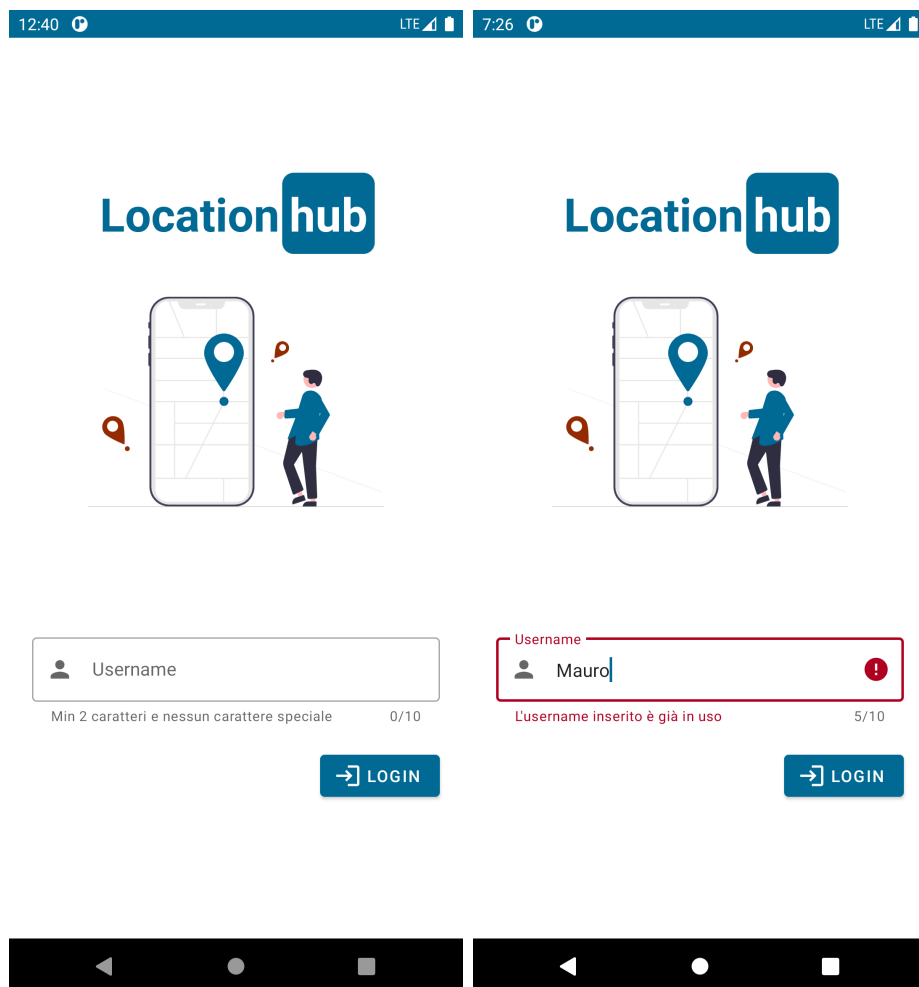 12:40 LTE
Location hub
Username
Min 2 caratteri e nessun carattere speciale 0/10
LOGIN
7:26 LTE
Location hub
Username
Mauro
L'username inserito è già in uso 5/10
LOGIN